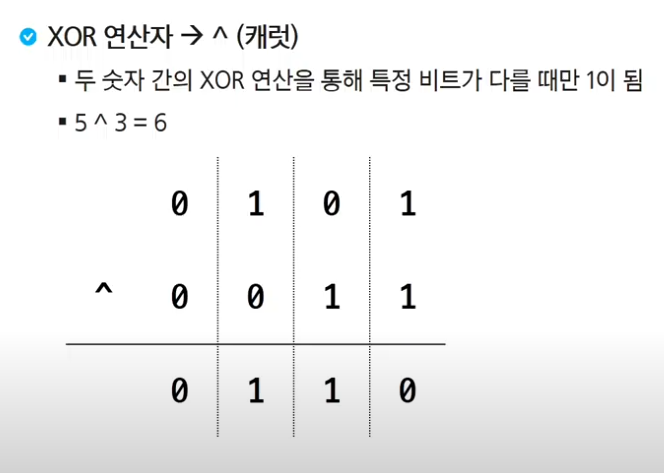 XOR 연산자 → ^ (캐럿)
▪ 두 숫자 간의 XOR 연산을 통해 특정 비트가 다를 때만 1이 됨
▪ 5 ^ 3 = 6
0 1 0 1
^ 0 0 1 1
0 1 1 0